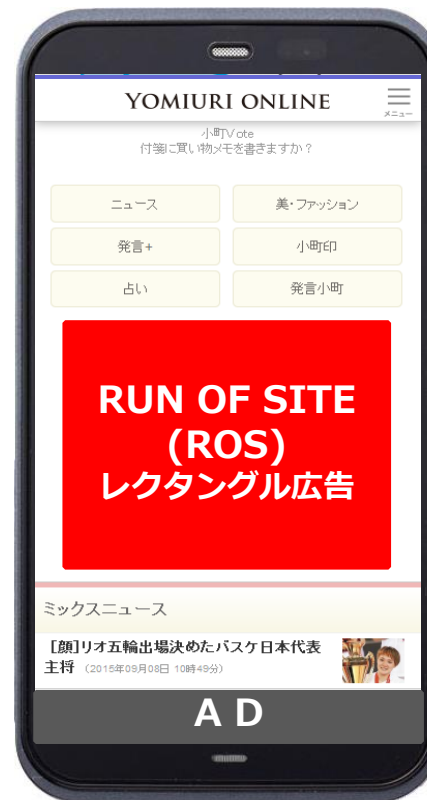 YOMIURI ONLINE
メニュー
小町Vote
付箋に買い物メモを書きますか？
ニュース
美・ファッション
発言+
小町印
占い
発言小町
RUN OF SITE
(ROS)
レクタングル広告
ミックスニュース
［顔］リオ五輪出場決めたバスケ日本代表
主将 （2015年09月08日 10時49分）
A D